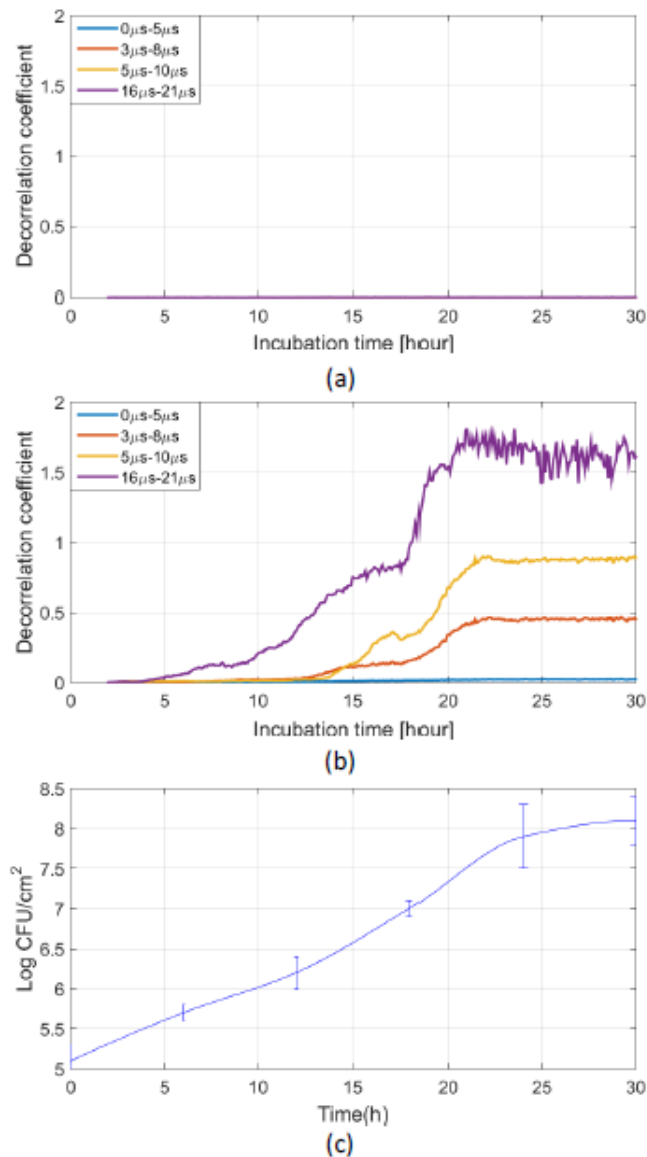 2
1.5
1
0.5
0
Decorrelation coefficient
0μs-5μs
3μs-8μs
5μs-10μs
16μs-21μs
0 5 10 15 20 25 30
Incubation time [hour]
(a)
2
1.5
1
0.5
0
Decorrelation coefficient
0μs-5μs
3μs-8μs
5μs-10μs
16μs-21μs
0 5 10 15 20 25 30
Incubation time [hour]
(b)
8.5
8
7.5
7
6.5
6
5.5
5
Log CFU/cm²
0 5 10 15 20 25 30
Time(h)
(c)